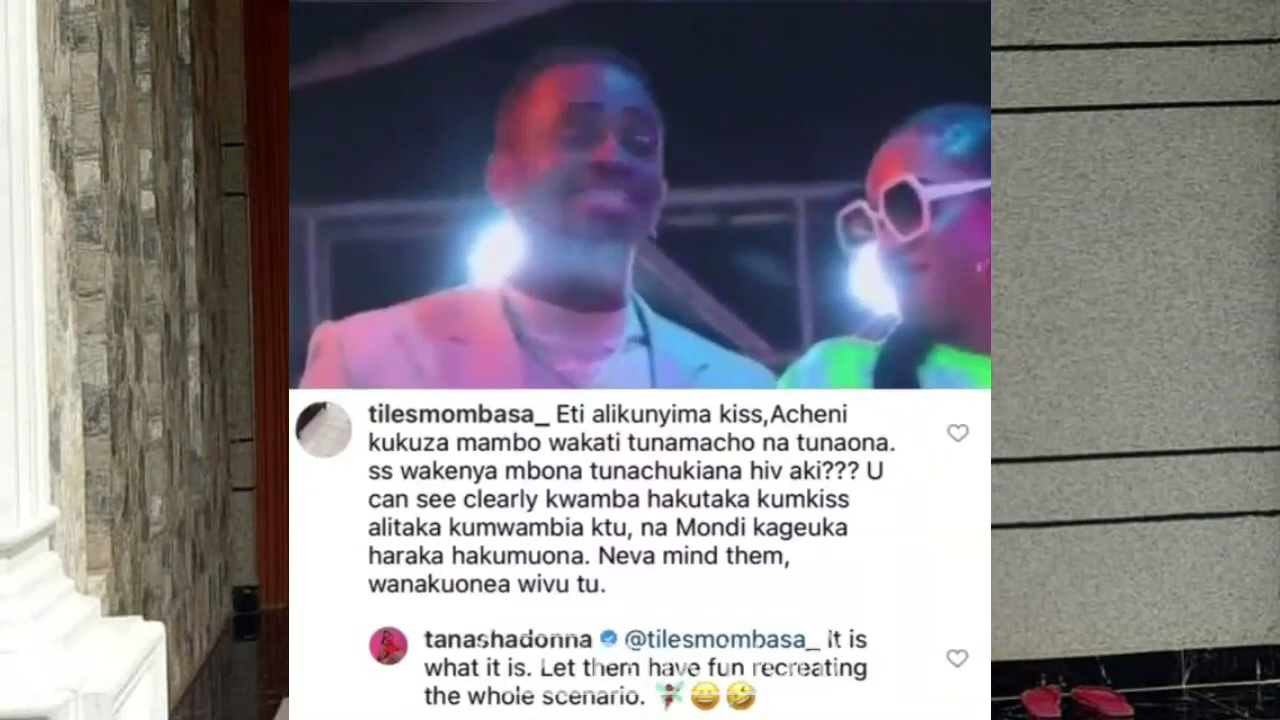 tilesmombasa_ Eti alikunyima kiss,Acheni
kukuza mambo wakati tunamacho na tunaona.
ss wakenya mbona tunachukiana hiv aki??? U
can see clearly kwamba hakutaka kumkiss
alitaka kumwambia ktu, na Mondi kageuka
haraka hakumuona. Neva mind them,
wanakuonea wivu tu.
tanashadonna @tilesmombasa_ It is
what it is. Let them have fun recreating
the whole scenario. 🧚😄🤣